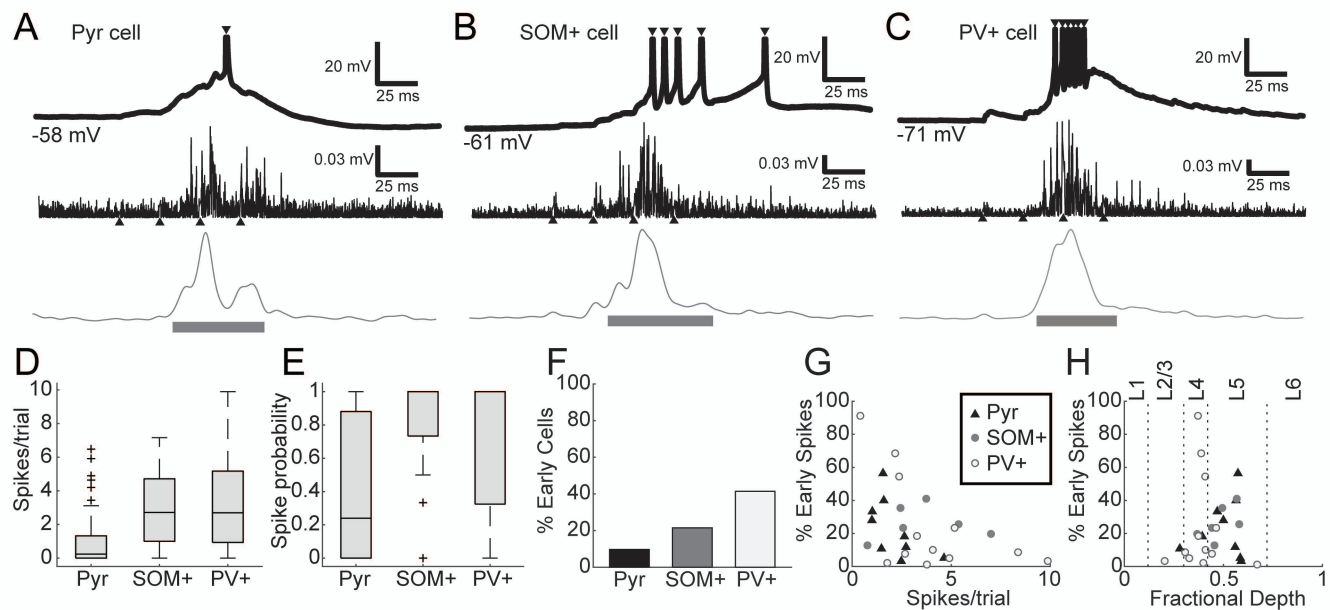 A
Pyr cell
20 mV
25 ms
-58 mV
0.03 mV
25 ms
B
SOM+ cell
20 mV
25 ms
-61 mV
0.03 mV
25 ms
C
PV+ cell
20 mV
25 ms
-71 mV
0.03 mV
25 ms
D
Spikes/trial
10
8
6
4
2
0
Pyr
SOM+
PV+
E
Spike probability
1
0.8
0.6
0.4
0.2
0
Pyr
SOM+
PV+
F
% Early Cells
100
80
60
40
20
0
Pyr
SOM+
PV+
G
% Early Spikes
100
80
60
40
20
0
0
5
10
Spikes/trial
Pyr
SOM+
PV+
H
L1
L2/3
L4
L5
L6
% Early Spikes
100
80
60
40
20
0
0
0.5
1
Fractional Depth